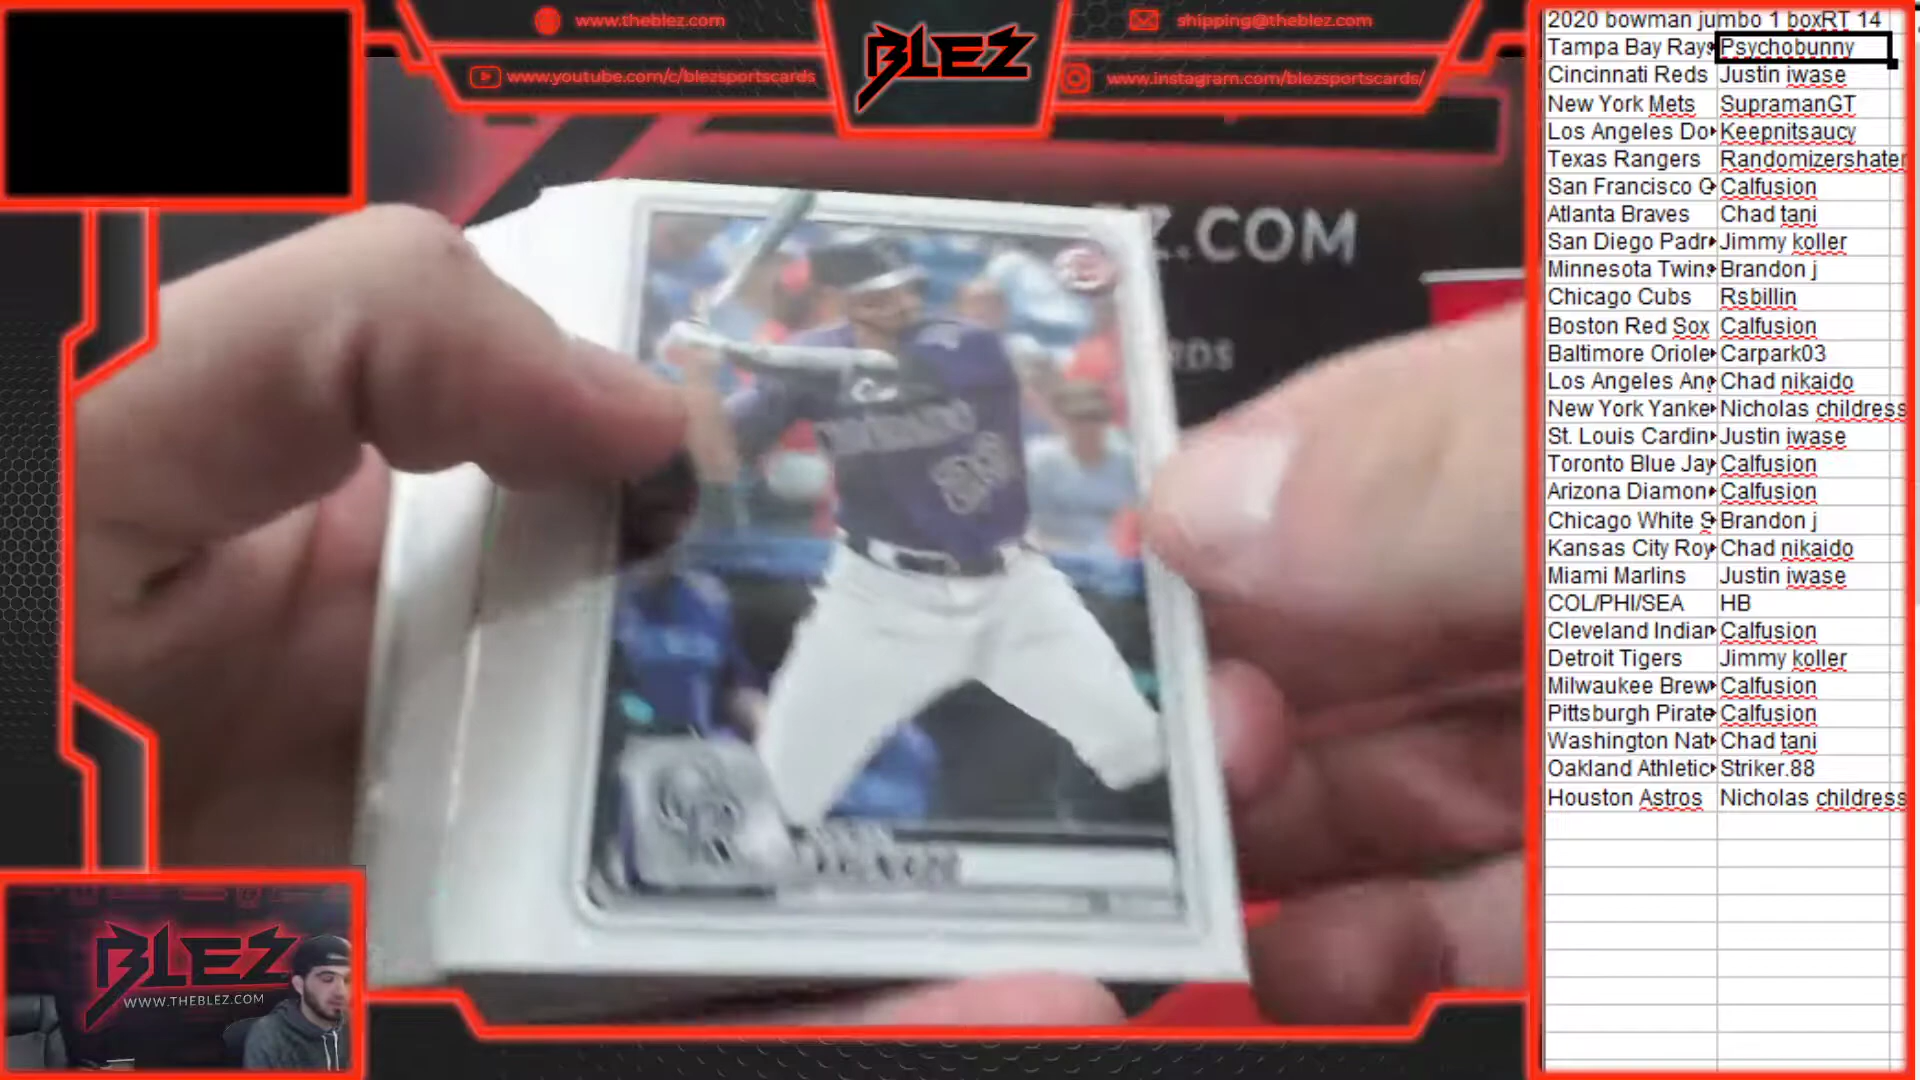 www.theblez.com
www.youtube.com/c/blezsportscards
BLEZ
shipping@theblez.com
www.instagram.com/blezsportscards/
Z.COM
RDS
COLORADO
BLEZ
WWW.THEBLEZ.COM
2020 bowman jumbo 1 boxRT 14
Tampa Bay Rays Psychobunny
Cincinnati Reds Justin iwase
New York Mets SupramanGT
Los Angeles Do Keepnitsaucy
Texas Rangers Randomizershater
San Francisco G Calfusion
Atlanta Braves Chad tani
San Diego Padr Jimmy koller
Minnesota Twins Brandon j
Chicago Cubs Rsbillin
Boston Red Sox Calfusion
Baltimore Oriole Carpark03
Los Angeles Ang Chad nikaido
New York Yanke Nicholas childress
St. Louis Cardin Justin iwase
Toronto Blue Jay Calfusion
Arizona Diamon Calfusion
Chicago White S Brandon j
Kansas City Roy Chad nikaido
Miami Marlins Justin iwase
COL/PHI/SEA HB
Cleveland Indian Calfusion
Detroit Tigers Jimmy koller
Milwaukee Brew Calfusion
Pittsburgh Pirate Calfusion
Washington Nat Chad tani
Oakland Athletic Striker.88
Houston Astros Nicholas childress